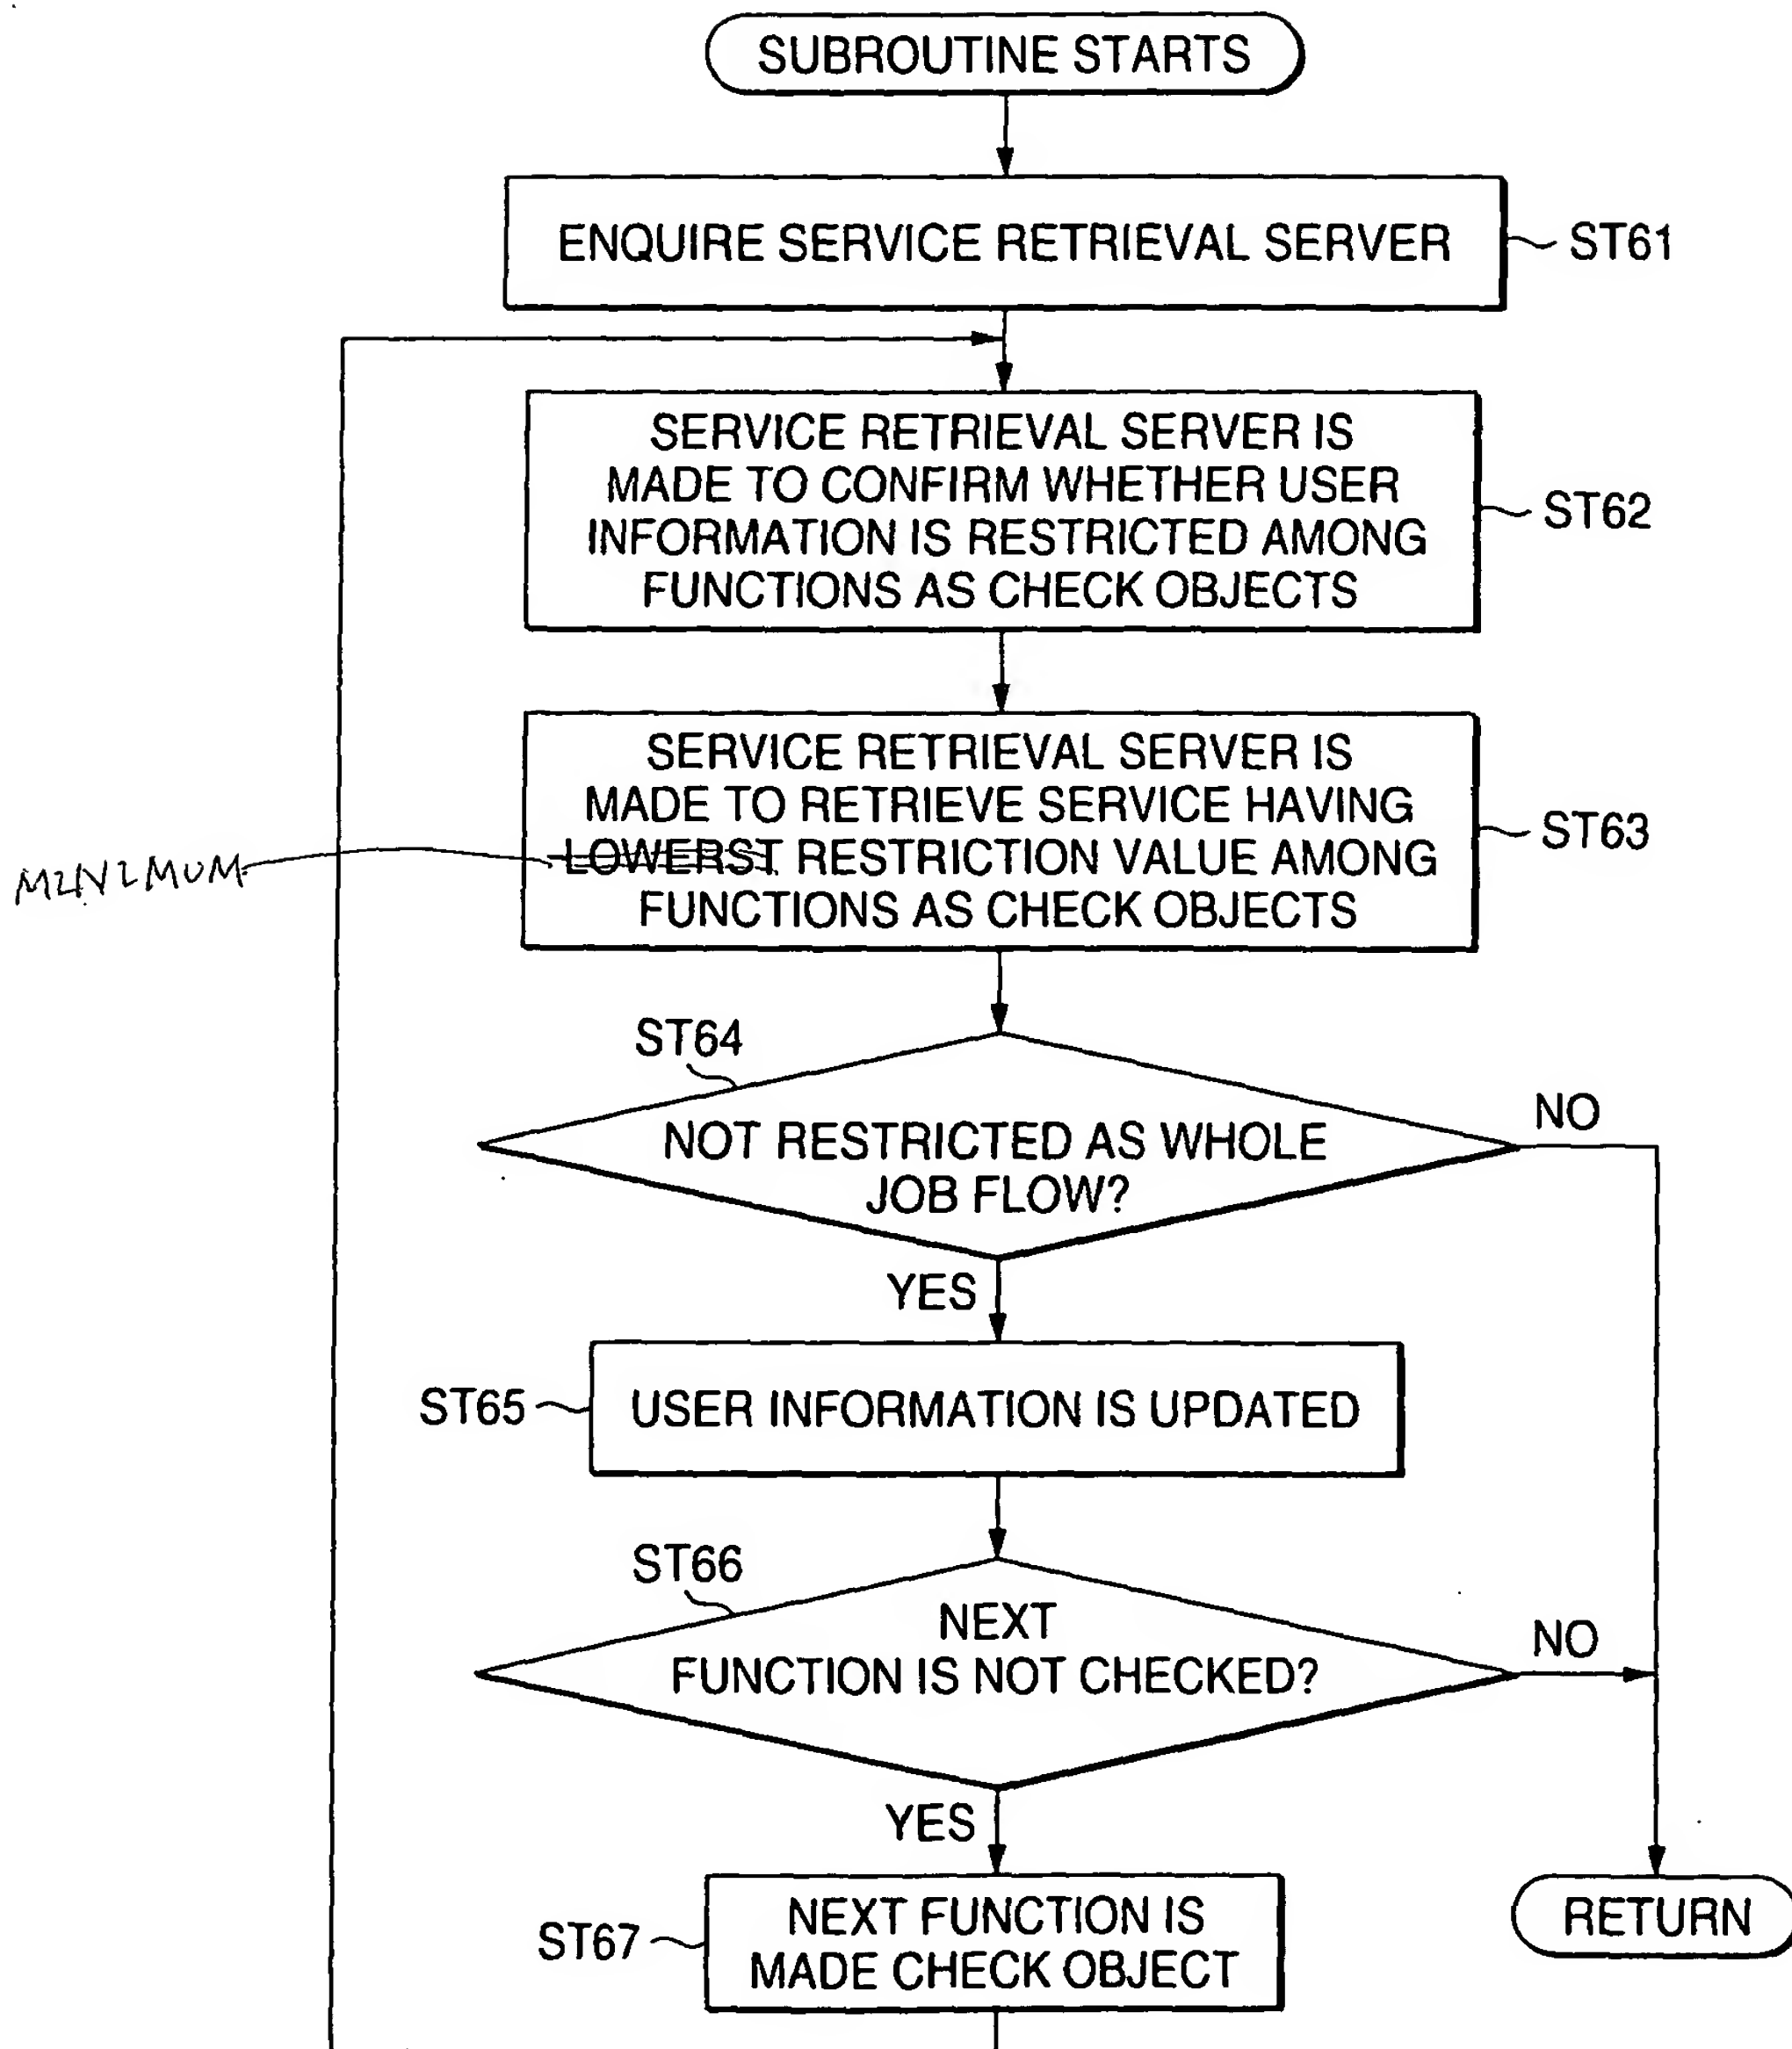 SUBROUTINE STARTS
ENQUIRE SERVICE RETRIEVAL SERVER
ST61
SERVICE RETRIEVAL SERVER IS
MADE TO CONFIRM WHETHER USER
INFORMATION IS RESTRICTED AMONG
FUNCTIONS AS CHECK OBJECTS
ST62
SERVICE RETRIEVAL SERVER IS
MADE TO RETRIEVE SERVICE HAVING
LOWERST RESTRICTION VALUE AMONG
FUNCTIONS AS CHECK OBJECTS
ST63
MINIMUM
ST64
NOT RESTRICTED AS WHOLE
JOB FLOW?
NO
YES
ST65
USER INFORMATION IS UPDATED
ST66
NEXT
FUNCTION IS NOT CHECKED?
NO
YES
ST67
NEXT FUNCTION IS
MADE CHECK OBJECT
RETURN